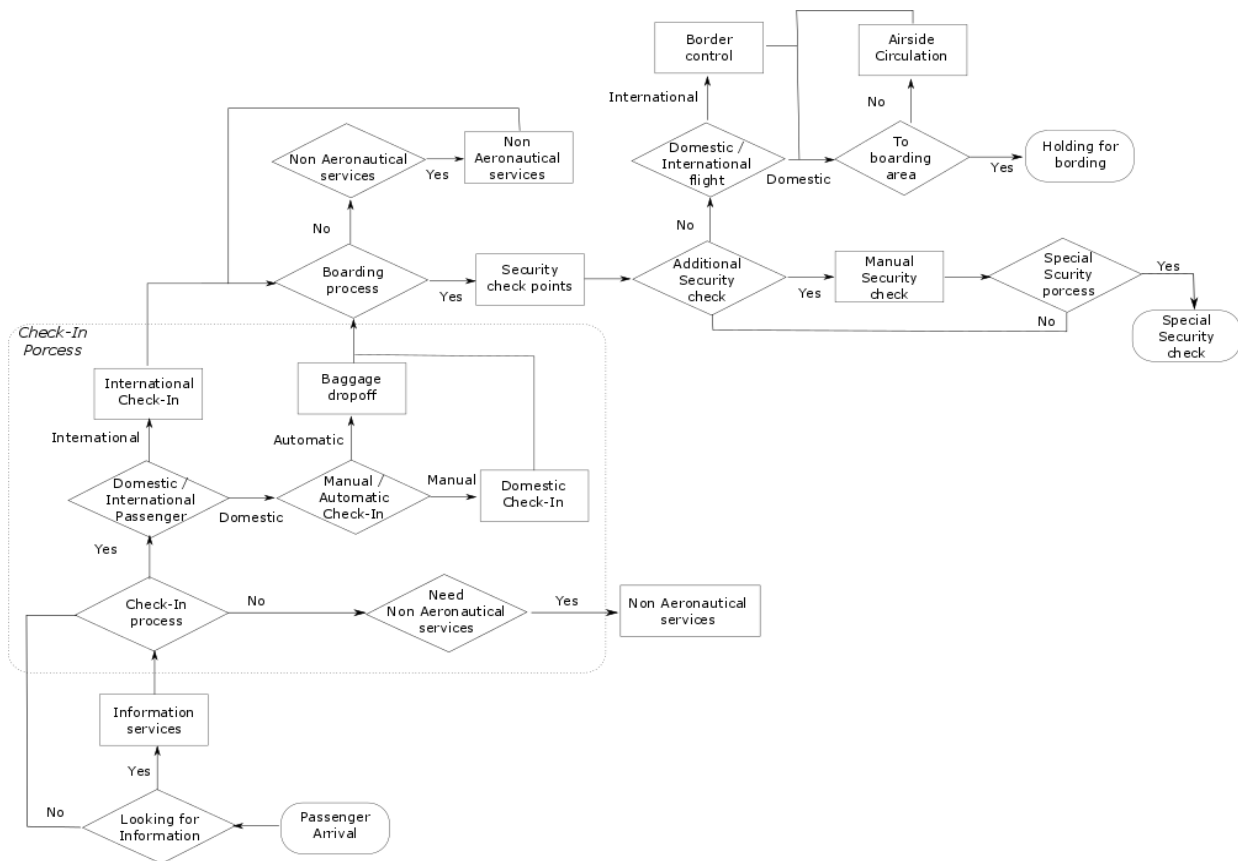 Border
control
Airside
Circulation
International
No
Non Aeronautical
services
Yes
Non
Aeronautical
services
Domestic /
International
flight
Domestic
To
boarding
area
Yes
Holding for
bording
No
No
Boarding
process
Yes
Security
check points
Additional
Security
check
Yes
Manual
Security
check
Special
Scurity
porcess
Yes
No
Special
Security
check
Check-In
Porcess
International
Check-In
Baggage
dropoff
International
Automatic
Domestic /
International
Passenger
Domestic
Manual /
Automatic
Check-In
Manual
Domestic
Check-In
Yes
Check-In
process
No
Need
Non Aeronautical
services
Yes
Non Aeronautical
services
Information
services
Yes
No
Looking for
Information
Passenger
Arrival